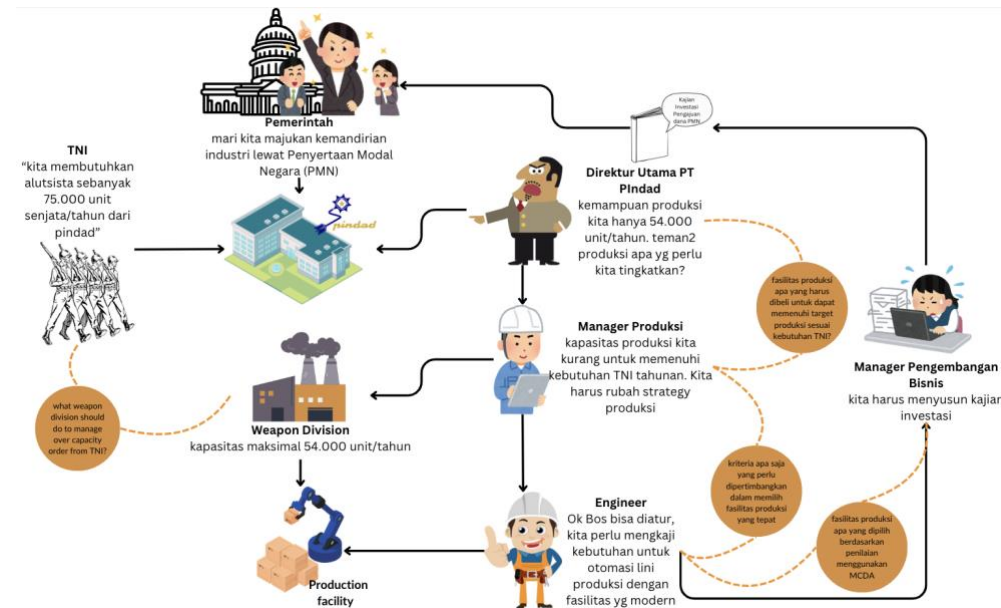 Kajian
Investasi
Pengajuan
dana PMN
Pemerintah
mari kita majukan kemandirian
industri lewat Penyertaan Modal
Negara (PMN)
TNI
“kita membutuhkan
alutsista sebanyak
75.000 unit
senjata/tahun dari
pindad”
pindad
Direktur Utama PT
PIndad
kemampuan produksi
kita hanya 54.000
unit/tahun. teman2
produksi apa yg perlu
kita tingkatkan?
fasilitas produksi
apa yang harus
dibeli untuk dapat
memenuhi target
produksi sesuai
kebutuhan TNI?
Manager Produksi
kapasitas produksi kita
kurang untuk memenuhi
kebutuhan TNI tahunan. Kita
harus rubah strategy
produksi
Manager Pengembangan
Bisnis
kita harus menyusun kajian
investasi
what weapon
division should
do to manage
over capacity
order from TNI?
Weapon Division
kapasitas maksimal 54.000 unit/tahun
kriteria apa saja
yang perlu
dipertimbangkan
dalam memilih
fasilitas produksi
yang tepat
Engineer
Ok Bos bisa diatur,
kita perlu mengkaji
kebutuhan untuk
otomasi lini
produksi dengan
fasilitas yg modern
fasilitas produksi
apa yang dipilih
berdasarkan
penilaian
menggunakan
MCDA
Production
facility